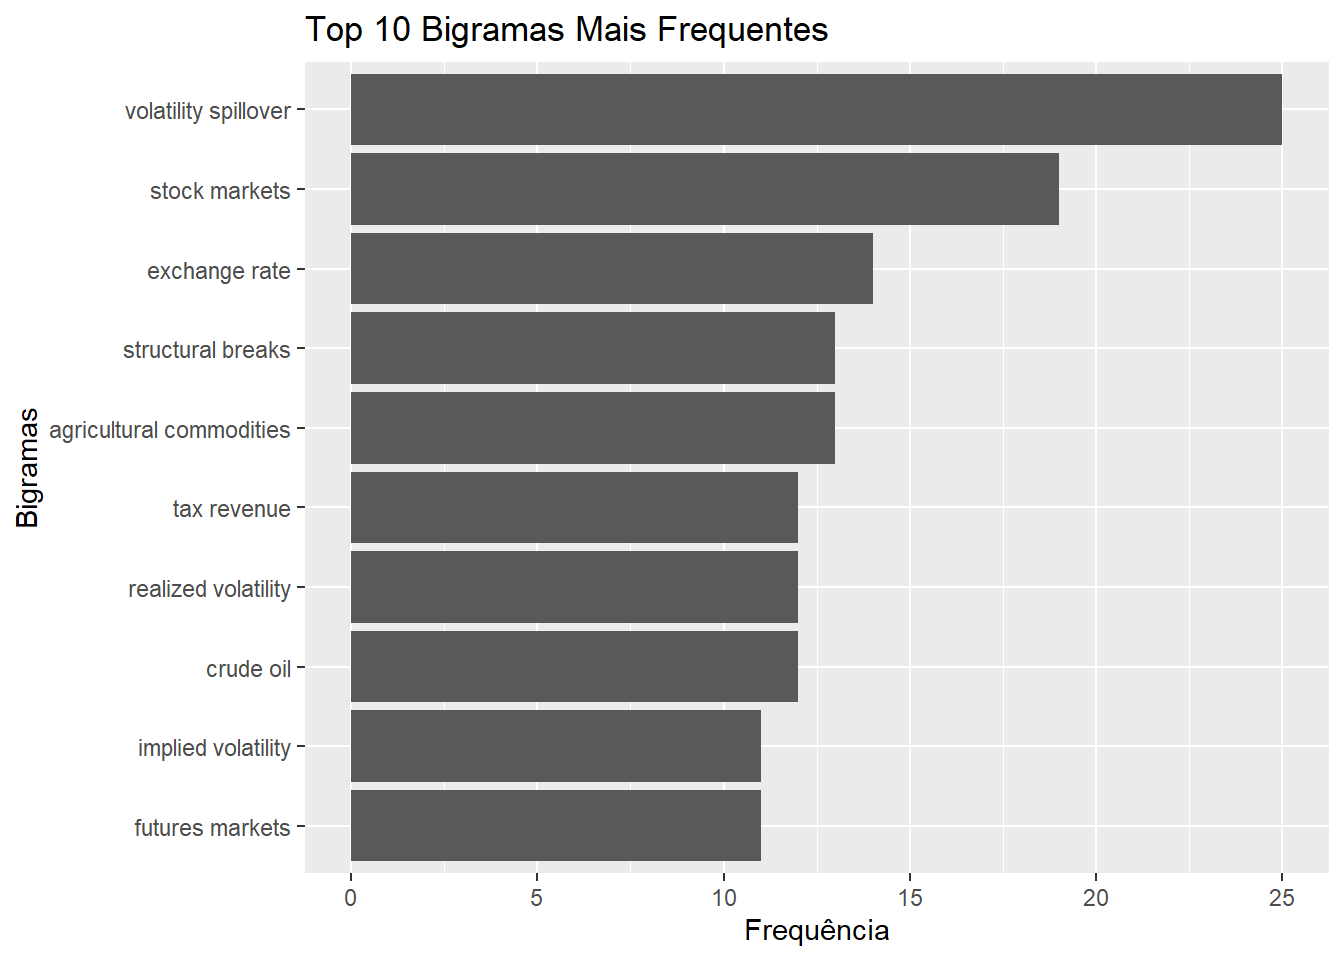 Top 10 Bigramas Mais Frequentes
Bigramas
volatility spillover
stock markets
exchange rate
structural breaks
agricultural commodities
tax revenue
realized volatility
crude oil
implied volatility
futures markets
0 5 10 15 20 25
Frequência